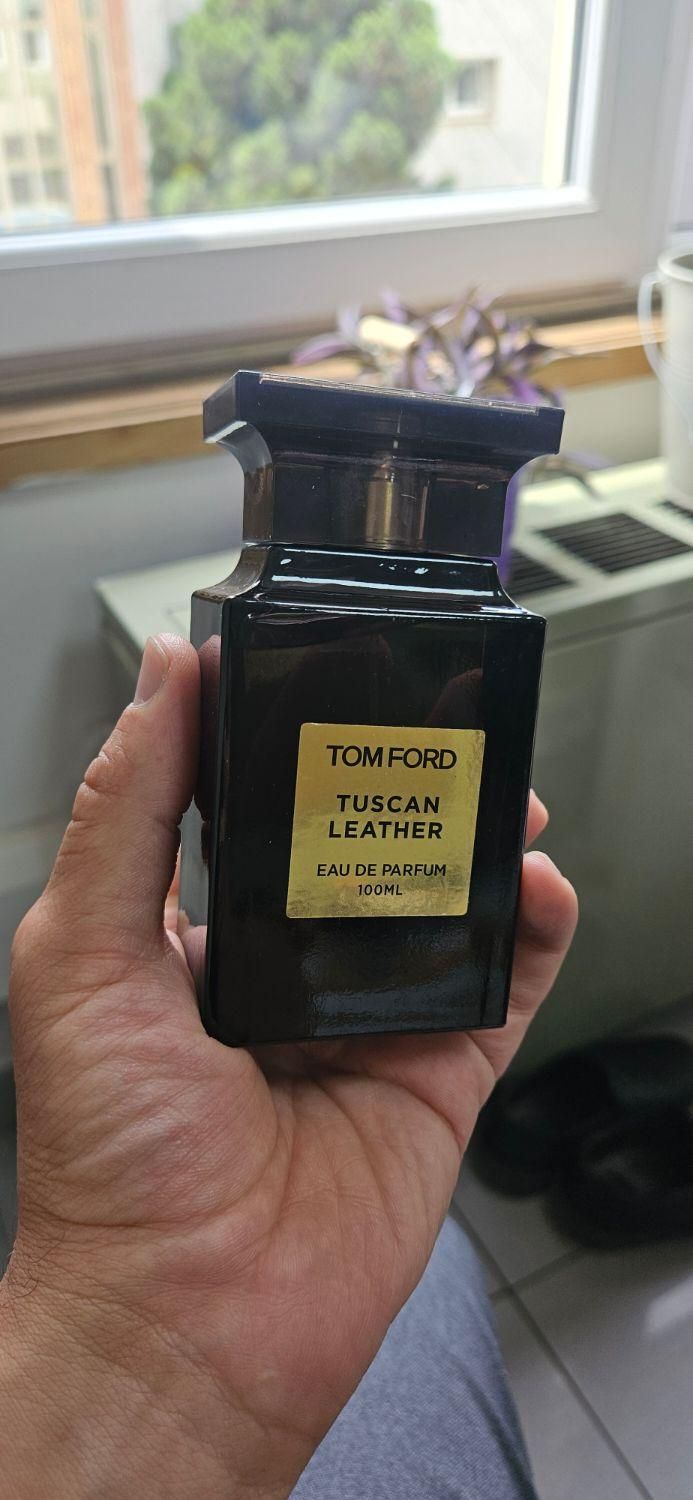 TOM FORD
TUSCAN
LEATHER
EAU DE PARFUM
100ML